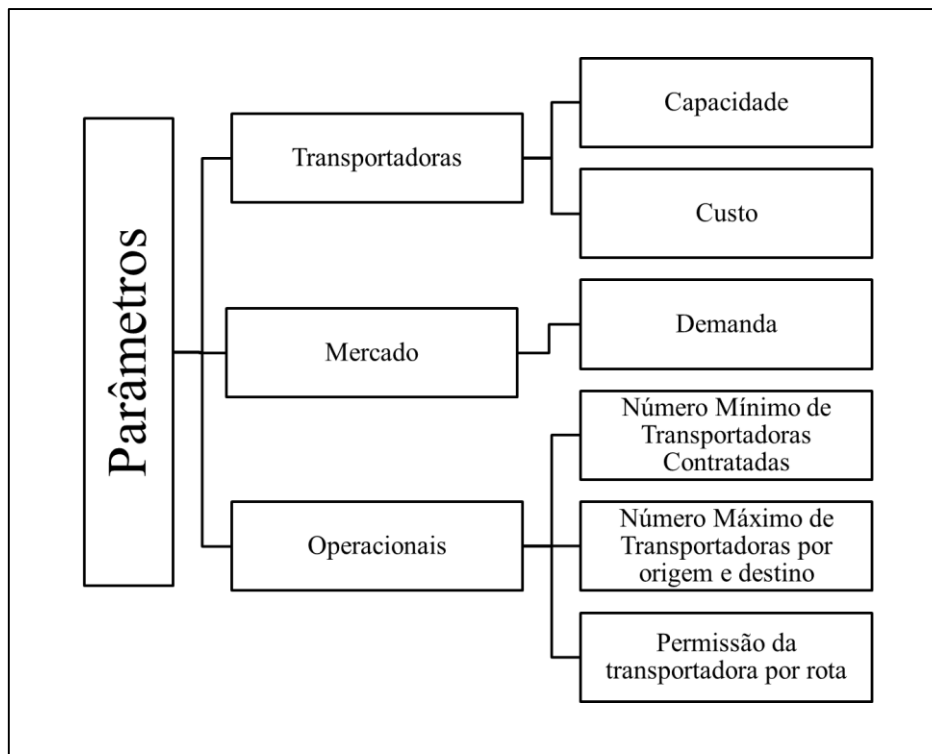 Parâmetros
Transportadoras
Capacidade
Custo
Mercado
Demanda
Operacionais
Número Mínimo de
Transportadoras
Contratadas
Número Máximo de
Transportadoras por
origem e destino
Permissão da
transportadora por rota